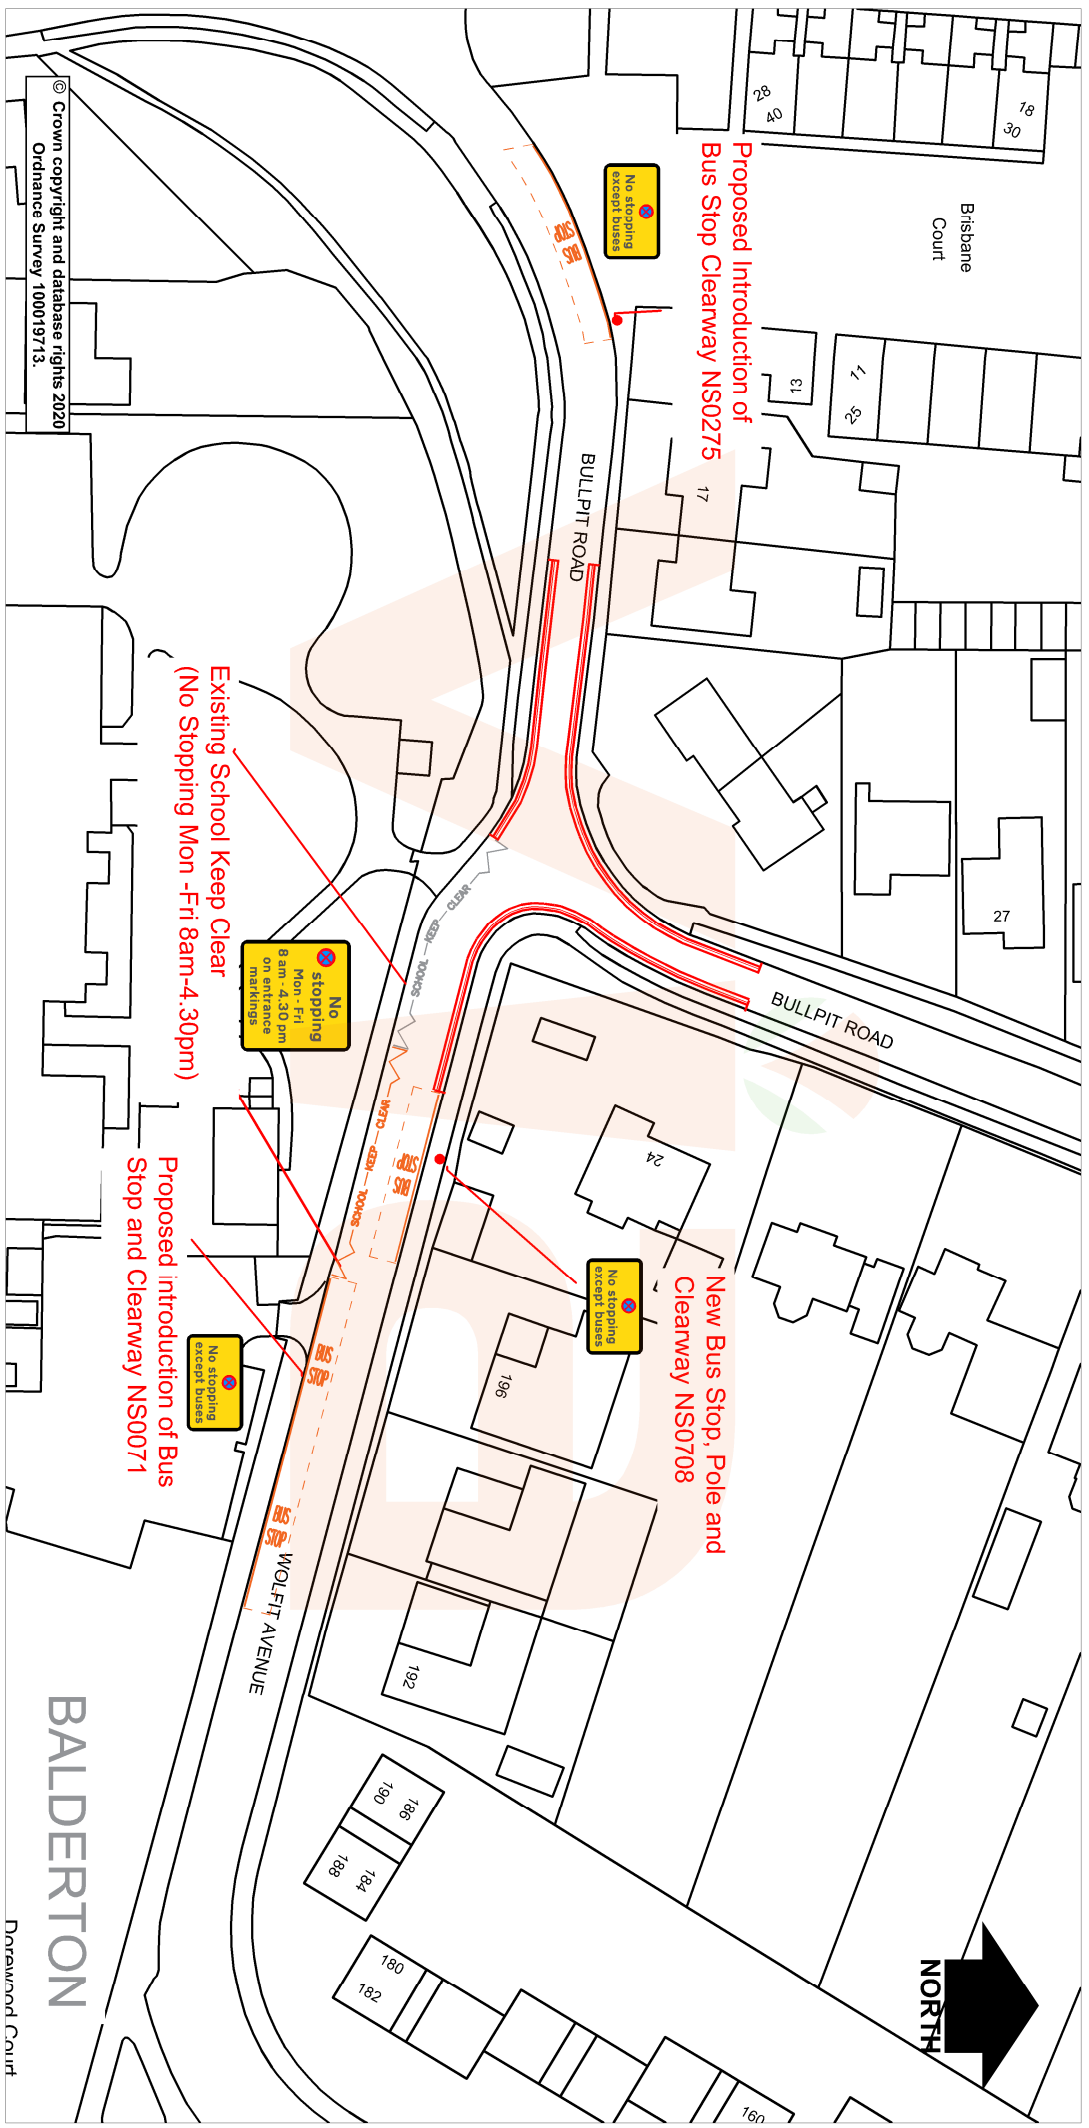 Proposed Introduction of
Bus Stop Clearway NS0275
No stopping
except buses
BUS
STOP
Brisbane
Court
28
40
18
30
13
11
25
17
27
24
BULLPIT ROAD
BULLPIT ROAD
© Crown copyright and database rights 2020
Ordnance Survey 100019713.
Existing School Keep Clear
(No Stopping Mon -Fri 8am-4.30pm)
No
stopping
Mon - Fri
8 am - 4.30 pm
on entrance
markings
SCHOOL KEEP CLEAR
SCHOOL KEEP CLEAR
BUS
STOP
New Bus Stop, Pole and
Clearway NS0708
No stopping
except buses
Proposed introduction of Bus
Stop and Clearway NS0071
No stopping
except buses
BUS
STOP
BUS
STOP
WOLFIT AVENUE
196
192
190
186
188
184
180
182
160
BALDERTON
NORTH